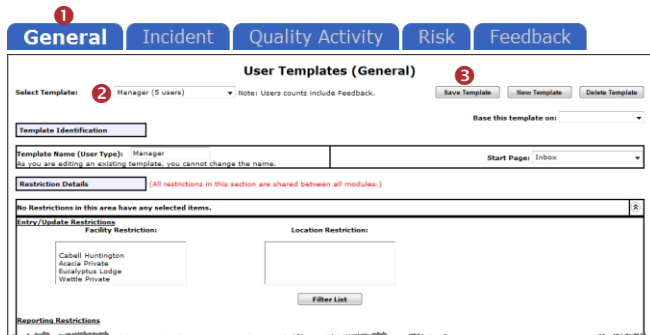 1
General Incident Quality Activity Risk Feedback
User Templates (General)
3
Select Template: 2 Manager (5 users) Note: Users counts include Feedback. Save Template New Template Delete Template
Base this template on:
Template Identification
Template Name (User Type): Manager Start Page: Inbox
As you are editing an existing template, you cannot change the name.
Restriction Details (All restrictions in this section are shared between all modules.)
No Restrictions in this area have any selected items.
Entry/Update Restrictions
Facility Restriction: Location Restriction:
Cabell Huntington
Acacia Private
Eucalyptus Lodge
Wattle Private
Filter List
Reporting Restrictions